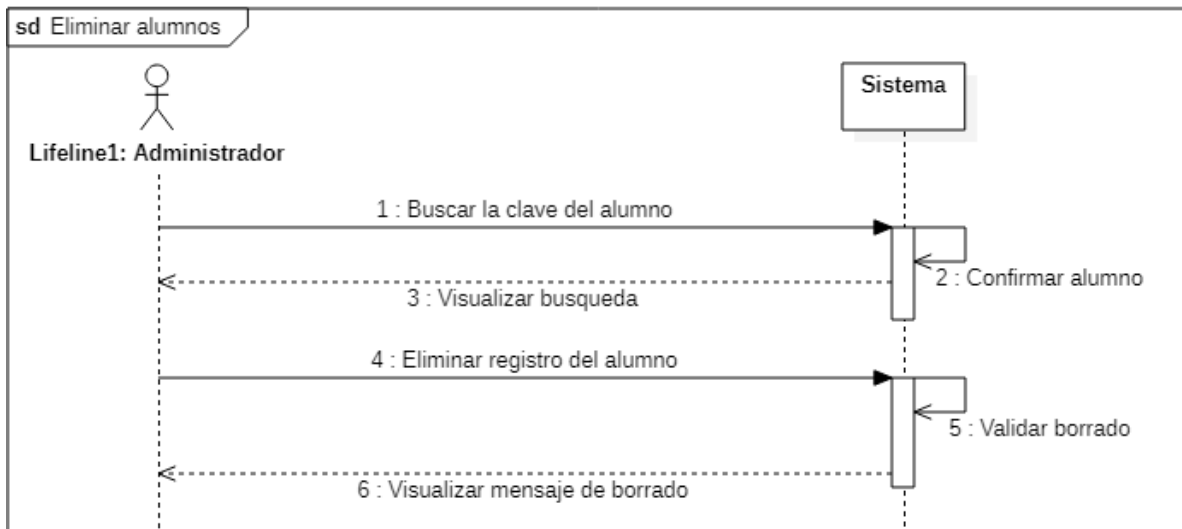 sd Eliminar alumnos
Sistema
Lifeline1: Administrador
1 : Buscar la clave del alumno
2 : Confirmar alumno
3 : Visualizar busqueda
4 : Eliminar registro del alumno
5 : Validar borrado
6 : Visualizar mensaje de borrado